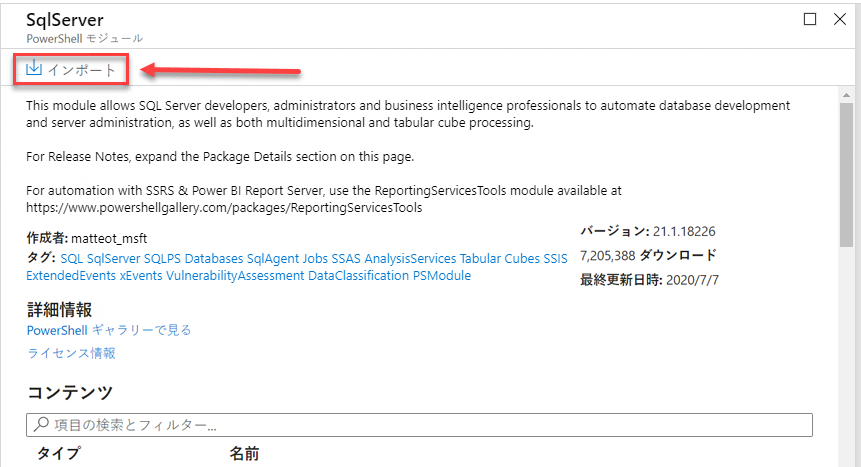 SqlServer
PowerShell モジュール
インポート
This module allows SQL Server developers, administrators and business intelligence professionals to automate database development
and server administration, as well as both multidimensional and tabular cube processing.
For Release Notes, expand the Package Details section on this page.
For automation with SSRS & Power BI Report Server, use the ReportingServicesTools module available at
https://www.powershellgallery.com/packages/ReportingServicesTools
作成者: matteot_msft
タグ: SQL SqlServer SQLPS Databases SqlAgent Jobs SSAS AnalysisServices Tabular Cubes SSIS
ExtendedEvents xEvents VulnerabilityAssessment DataClassification PSModule
バージョン: 21.1.18226
7,205,388 ダウンロード
最終更新日時: 2020/7/7
詳細情報
PowerShell ギャラリーで見る
ライセンス情報
コンテンツ
項目の検索とフィルター...
タイプ 名前